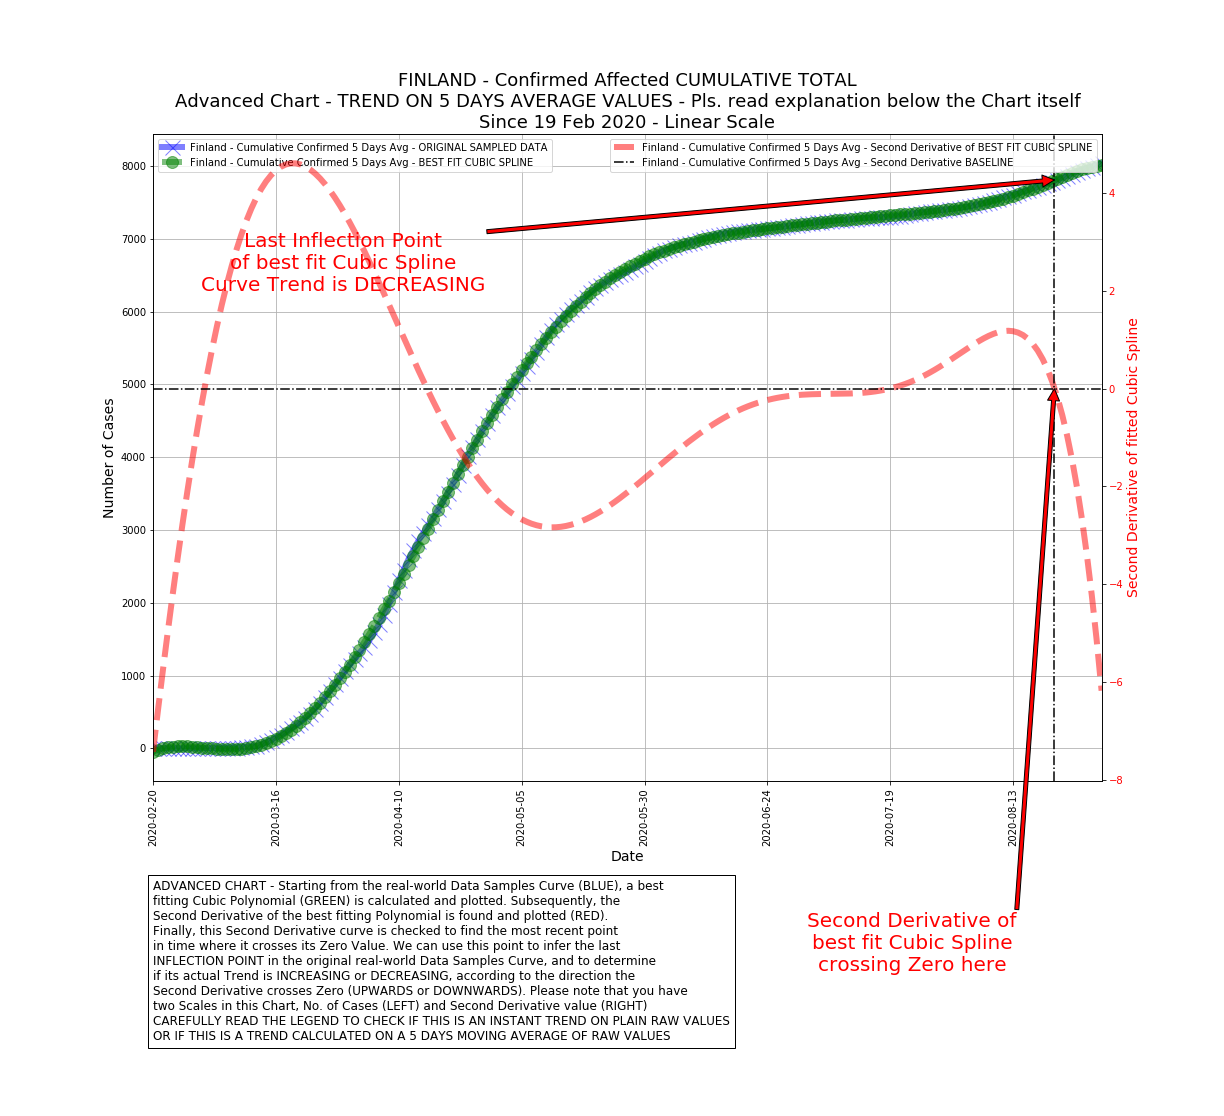 FINLAND - Confirmed Affected CUMULATIVE TOTAL
Advanced Chart - TREND ON 5 DAYS AVERAGE VALUES - Pls. read explanation below the Chart itself
Since 19 Feb 2020 - Linear Scale
Finland - Cumulative Confirmed 5 Days Avg - ORIGINAL SAMPLED DATA
Finland - Cumulative Confirmed 5 Days Avg - BEST FIT CUBIC SPLINE
Finland - Cumulative Confirmed 5 Days Avg - Second Derivative of BEST FIT CUBIC SPLINE
Finland - Cumulative Confirmed 5 Days Avg - Second Derivative BASELINE
Last Inflection Point
of best fit Cubic Spline
Curve Trend is DECREASING
Number of Cases
8000
7000
6000
5000
4000
3000
2000
1000
0
4
2
0
−2
−4
−6
−8
Second Derivative of fitted Cubic Spline
2020-02-20
2020-03-16
2020-04-10
2020-05-05
2020-05-30
2020-06-24
2020-07-19
2020-08-13
Date
ADVANCED CHART - Starting from the real-world Data Samples Curve (BLUE), a best
fitting Cubic Polynomial (GREEN) is calculated and plotted. Subsequently, the
Second Derivative of the best fitting Polynomial is found and plotted (RED).
Finally, this Second Derivative curve is checked to find the most recent point
in time where it crosses its Zero Value. We can use this point to infer the last
INFLECTION POINT in the original real-world Data Samples Curve, and to determine
if its actual Trend is INCREASING or DECREASING, according to the direction the
Second Derivative crosses Zero (UPWARDS or DOWNWARDS). Please note that you have
two Scales in this Chart, No. of Cases (LEFT) and Second Derivative value (RIGHT)
CAREFULLY READ THE LEGEND TO CHECK IF THIS IS AN INSTANT TREND ON PLAIN RAW VALUES
OR IF THIS IS A TREND CALCULATED ON A 5 DAYS MOVING AVERAGE OF RAW VALUES
Second Derivative of
best fit Cubic Spline
crossing Zero here